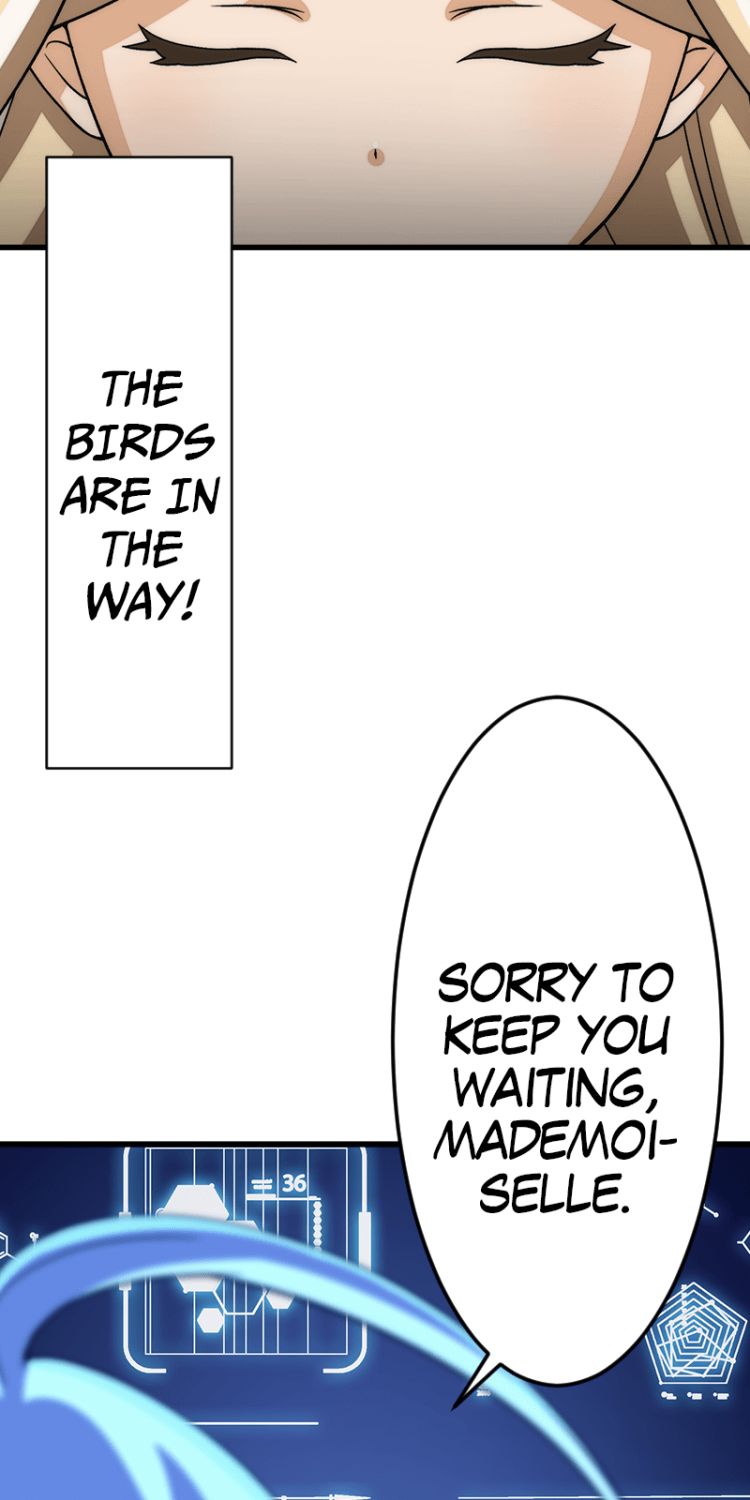 THE
BIRDS
ARE IN
THE
WAY!
SORRY TO
KEEP YOU
WAITING,
MADEMOI-
SELLE.
= 36